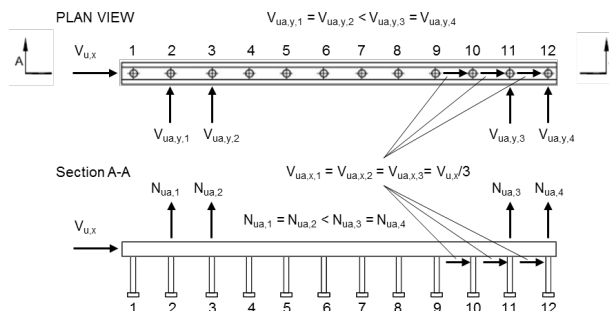 PLAN VIEW
Vua,y,1 = Vua,y,2 < Vua,y,3 = Vua,y,4
A
Vu,x
1 2 3 4 5 6 7 8 9 10 11 12
Vua,y,1 Vua,y,2 Vua,y,3 Vua,y,4
Section A-A
Vua,x,1 = Vua,x,2 = Vua,x,3= Vu,x/3
Nua,1 Nua,2 Nua,3 Nua,4
Nua,1 = Nua,2 < Nua,3 = Nua,4
Vu,x
1 2 3 4 5 6 7 8 9 10 11 12